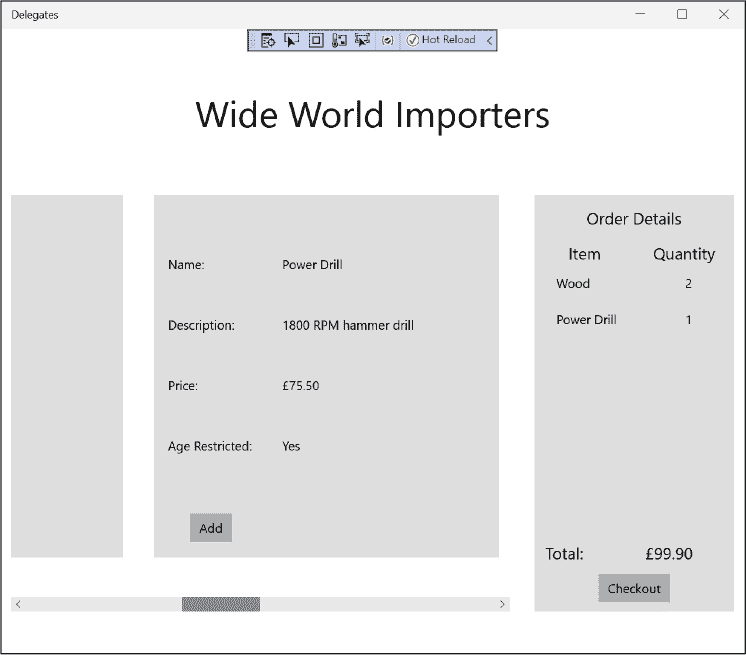 Delegates
Hot Reload
Wide World Importers
Name: Power Drill
Description: 1800 RPM hammer drill
Price: £75.50
Age Restricted: Yes
Add
Order Details
Item Quantity
Wood 2
Power Drill 1
Total: £99.90
Checkout